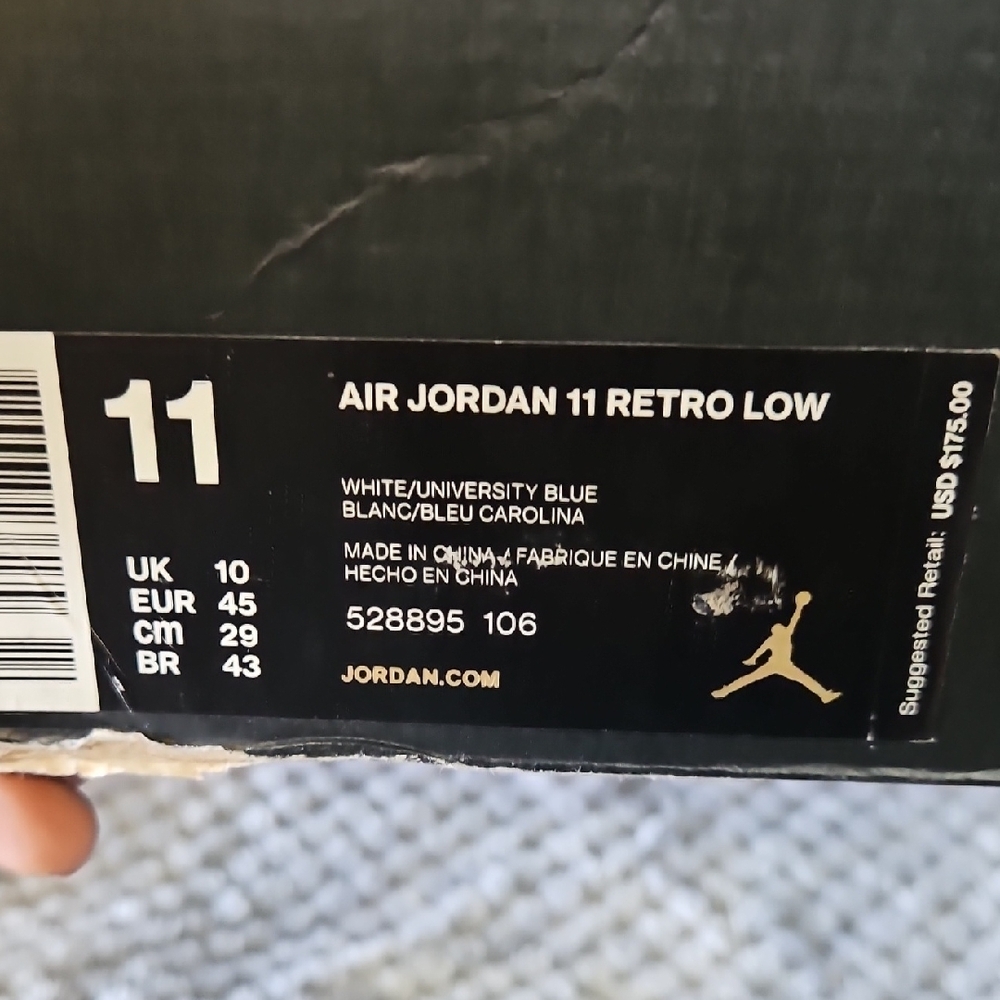 11
UK 10
EUR 45
cm 29
BR 43
AIR JORDAN 11 RETRO LOW
WHITE/UNIVERSITY BLUE
BLANC/BLEU CAROLINA
MADE IN CHINA / FABRIQUE EN CHINE /
HECHO EN CHINA
528895 106
JORDAN.COM
Suggested Retail: USD $175.00